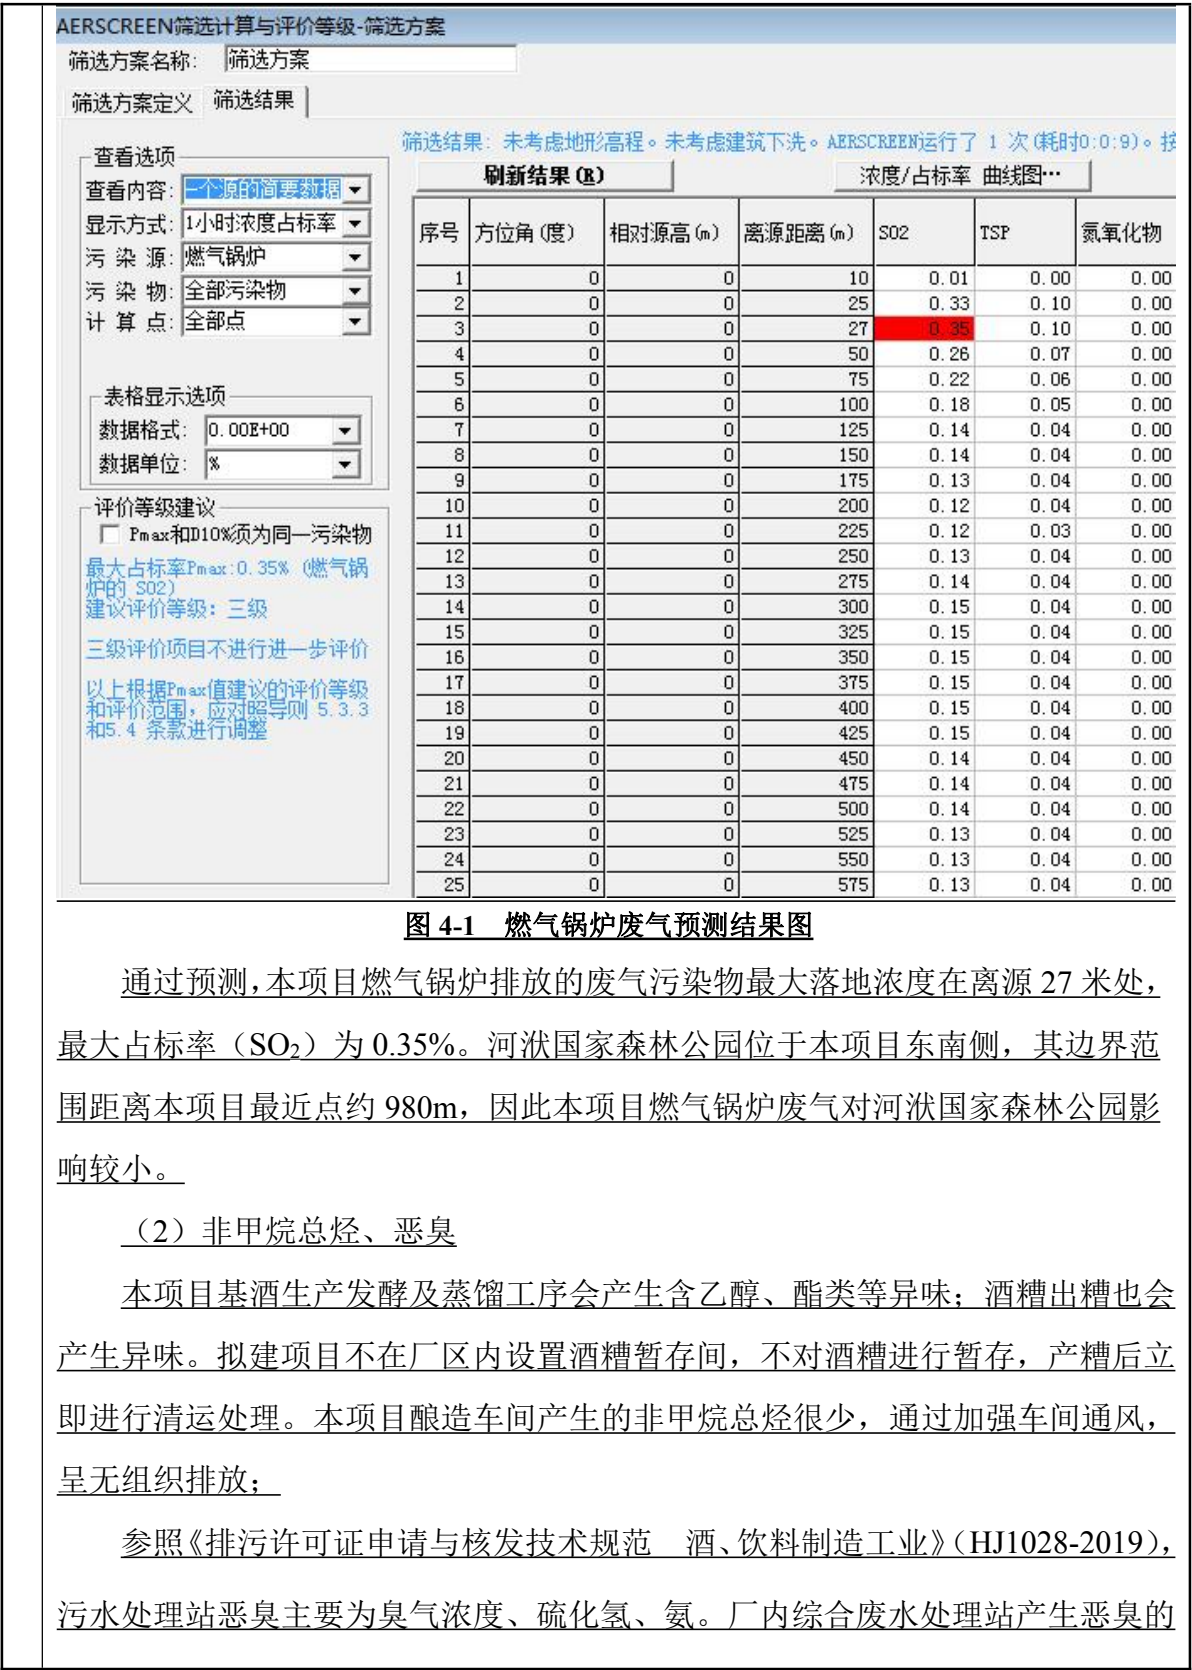 AERSCREEN筛选计算与评价等级-筛选方案
筛选方案名称: 筛选方案
筛选方案定义 筛选结果
筛选结果: 未考虑地形高程。未考虑建筑下洗。AERSCREEN运行了 1 次(耗时0:0:9)。按
查看选项
查看内容: 一个源的简要数据
显示方式: 1小时浓度占标率
污 染 源: 燃气锅炉
污 染 物: 全部污染物
计 算 点: 全部点
表格显示选项
数据格式: 0.00E+00
数据单位: %
评价等级建议
Pmax和D10%须为同一污染物
最大占标率Pmax:0.35% (燃气锅
炉的 SO2)
建议评价等级: 三级
三级评价项目不进行进一步评价
以上根据Pmax值建议的评价等级
和评价范围,应对照导则 5.3.3
和5.4 条款进行调整
刷新结果(R) 浓度/占标率 曲线图…
序号 方位角(度) 相对源高(m) 离源距离(m) SO2 TSP 氮氧化物
1 0 0 10 0.01 0.00 0.00
2 0 0 25 0.33 0.10 0.00
3 0 0 27 0.35 0.10 0.00
4 0 0 50 0.26 0.07 0.00
5 0 0 75 0.22 0.06 0.00
6 0 0 100 0.18 0.05 0.00
7 0 0 125 0.14 0.04 0.00
8 0 0 150 0.14 0.04 0.00
9 0 0 175 0.13 0.04 0.00
10 0 0 200 0.12 0.04 0.00
11 0 0 225 0.12 0.03 0.00
12 0 0 250 0.13 0.04 0.00
13 0 0 275 0.14 0.04 0.00
14 0 0 300 0.15 0.04 0.00
15 0 0 325 0.15 0.04 0.00
16 0 0 350 0.15 0.04 0.00
17 0 0 375 0.15 0.04 0.00
18 0 0 400 0.15 0.04 0.00
19 0 0 425 0.15 0.04 0.00
20 0 0 450 0.14 0.04 0.00
21 0 0 475 0.14 0.04 0.00
22 0 0 500 0.14 0.04 0.00
23 0 0 525 0.13 0.04 0.00
24 0 0 550 0.13 0.04 0.00
25 0 0 575 0.13 0.04 0.00
图 4-1 燃气锅炉废气预测结果图
通过预测，本项目燃气锅炉排放的废气污染物最大落地浓度在离源 27 米处，
最大占标率（SO₂）为 0.35%。河洑国家森林公园位于本项目东南侧，其边界范
围距离本项目最近点约 980m，因此本项目燃气锅炉废气对河洑国家森林公园影
响较小。
（2）非甲烷总烃、恶臭
本项目基酒生产发酵及蒸馏工序会产生含乙醇、酯类等异味；酒糟出糟也会
产生异味。拟建项目不在厂区内设置酒糟暂存间，不对酒糟进行暂存，产糟后立
即进行清运处理。本项目酿造车间产生的非甲烷总烃很少，通过加强车间通风，
呈无组织排放；
参照《排污许可证申请与核发技术规范 酒、饮料制造工业》（HJ1028-2019），
污水处理站恶臭主要为臭气浓度、硫化氢、氨。厂内综合废水处理站产生恶臭的